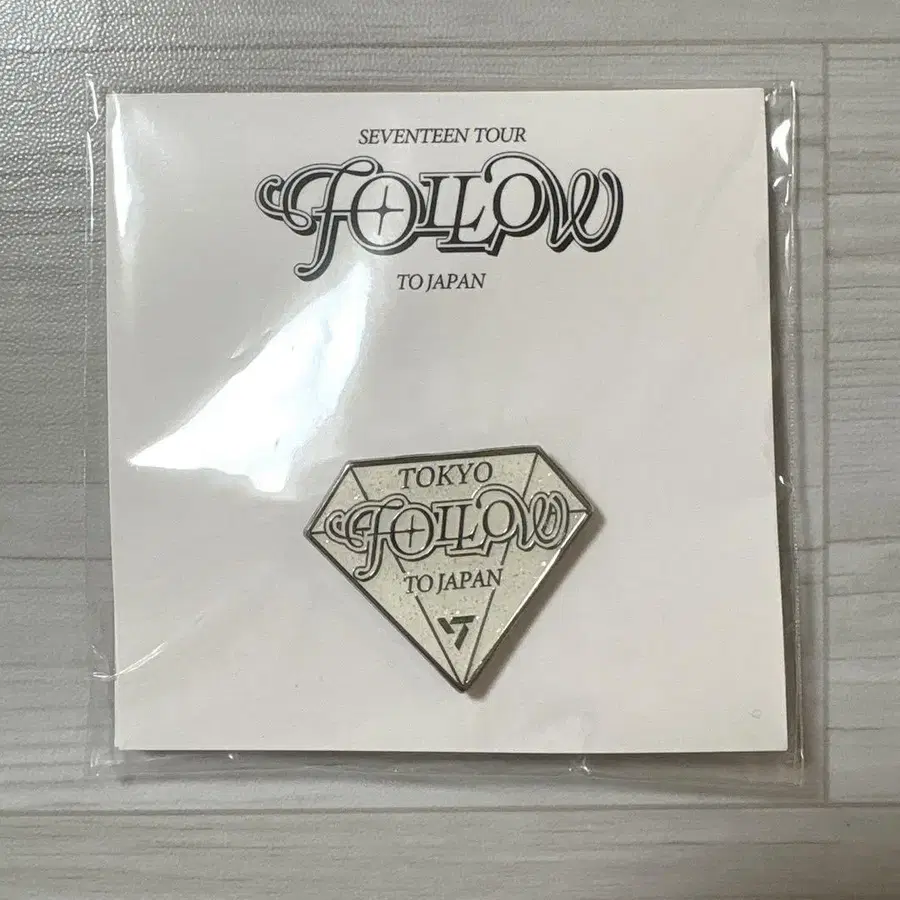 SEVENTEEN TOUR
FOLLOW
TO JAPAN
TOKYO
FOLLOW
TO JAPAN